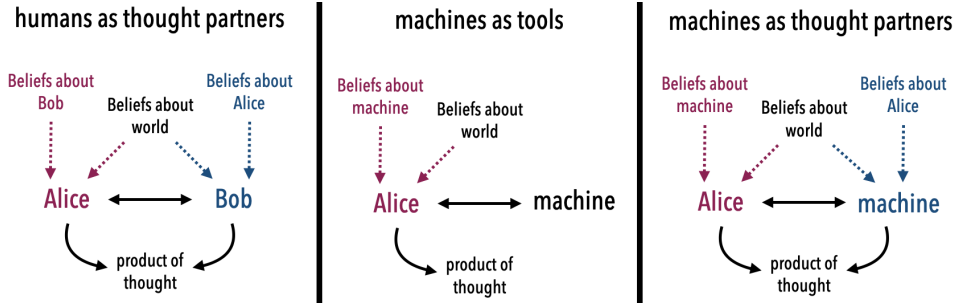 humans as thought partners
Beliefs about
Bob
Beliefs about
world
Beliefs about
Alice
Alice
Bob
product of
thought
machines as tools
Beliefs about
machine
Beliefs about
world
Alice
machine
product of
thought
machines as thought partners
Beliefs about
machine
Beliefs about
world
Beliefs about
Alice
Alice
machine
product of
thought